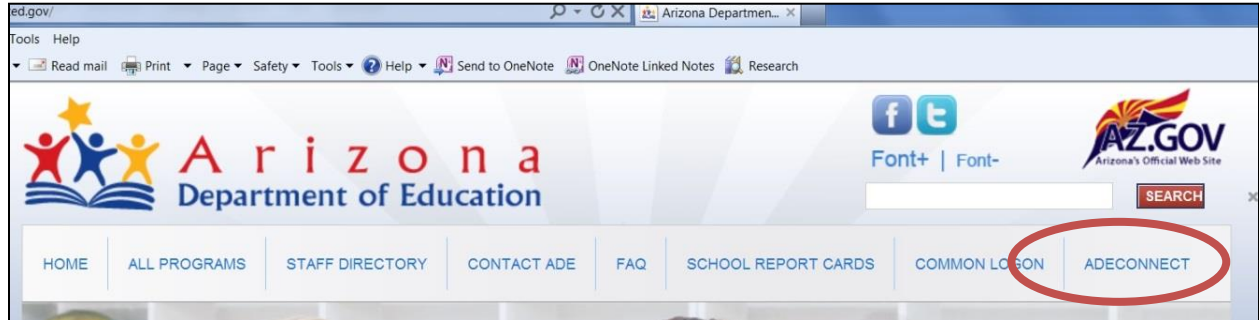 ed.gov/
Arizona Departmen...
Tools Help
Read mail Print Page Safety Tools Help Send to OneNote OneNote Linked Notes Research
Arizona
Department of Education
f t
Font+ | Font-
AZ.GOV
Arizona's Official Web Site
SEARCH
HOME ALL PROGRAMS STAFF DIRECTORY CONTACT ADE FAQ SCHOOL REPORT CARDS COMMON LOGON ADECONNECT